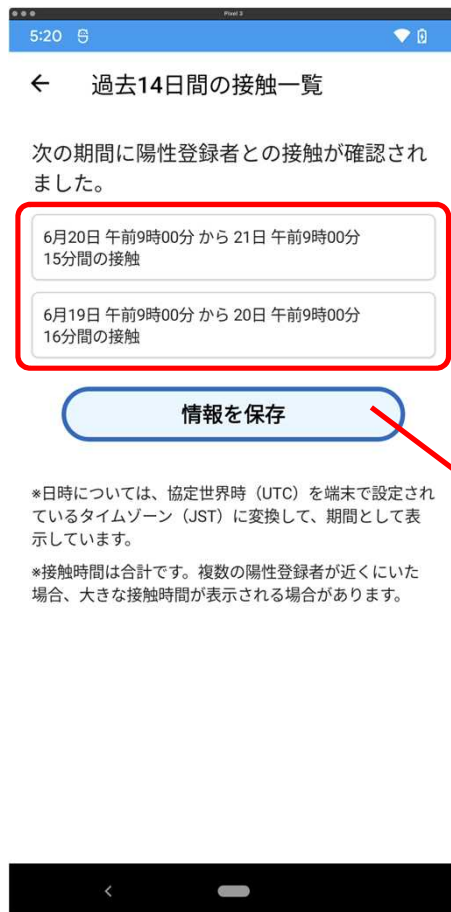 Pixel 3
5:20
過去14日間の接触一覧
次の期間に陽性登録者との接触が確認され
ました。
6月20日 午前9時00分 から 21日 午前9時00分
15分間の接触
6月19日 午前9時00分 から 20日 午前9時00分
16分間の接触
情報を保存
※日時については、協定世界時（UTC）を端末で設定され
ているタイムゾーン（JST）に変換して、期間として表
示しています。
※接触時間は合計です。複数の陽性登録者が近くにいた
場合、大きな接触時間が表示される場合があります。